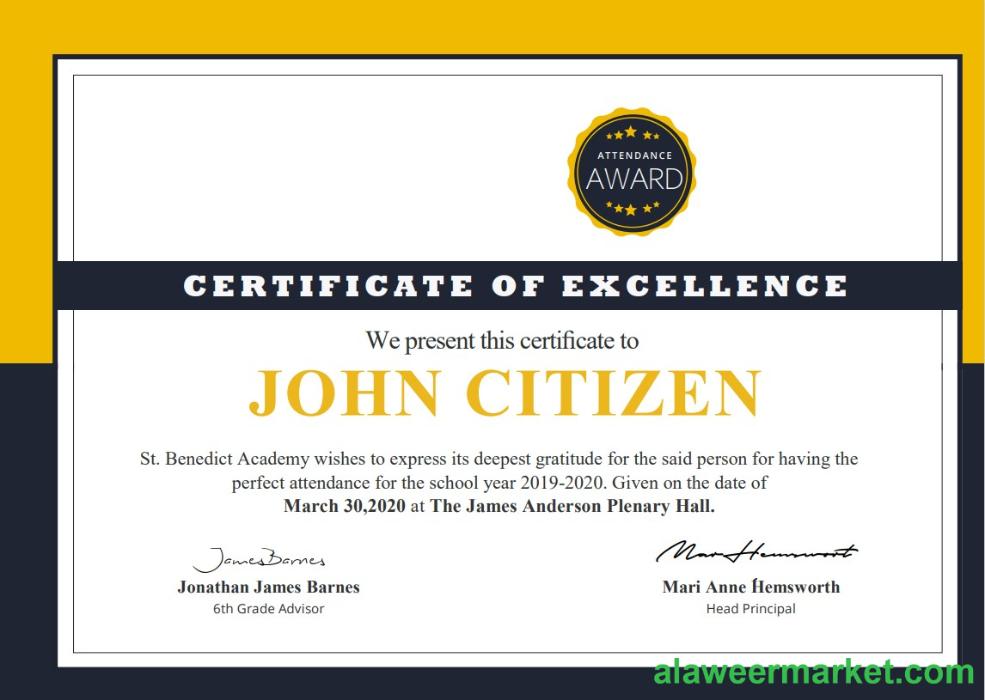 ATTENDANCE
AWARD
CERTIFICATE OF EXCELLENCE
We present this certificate to
JOHN CITIZEN
St. Benedict Academy wishes to express its deepest gratitude for the said person for having the
perfect attendance for the school year 2019-2020. Given on the date of
March 30,2020 at The James Anderson Plenary Hall.
James Barnes
Mar Hemswort
Jonathan James Barnes
Mari Anne Hemsworth
6th Grade Advisor
Head Principal
alaweermarket.com